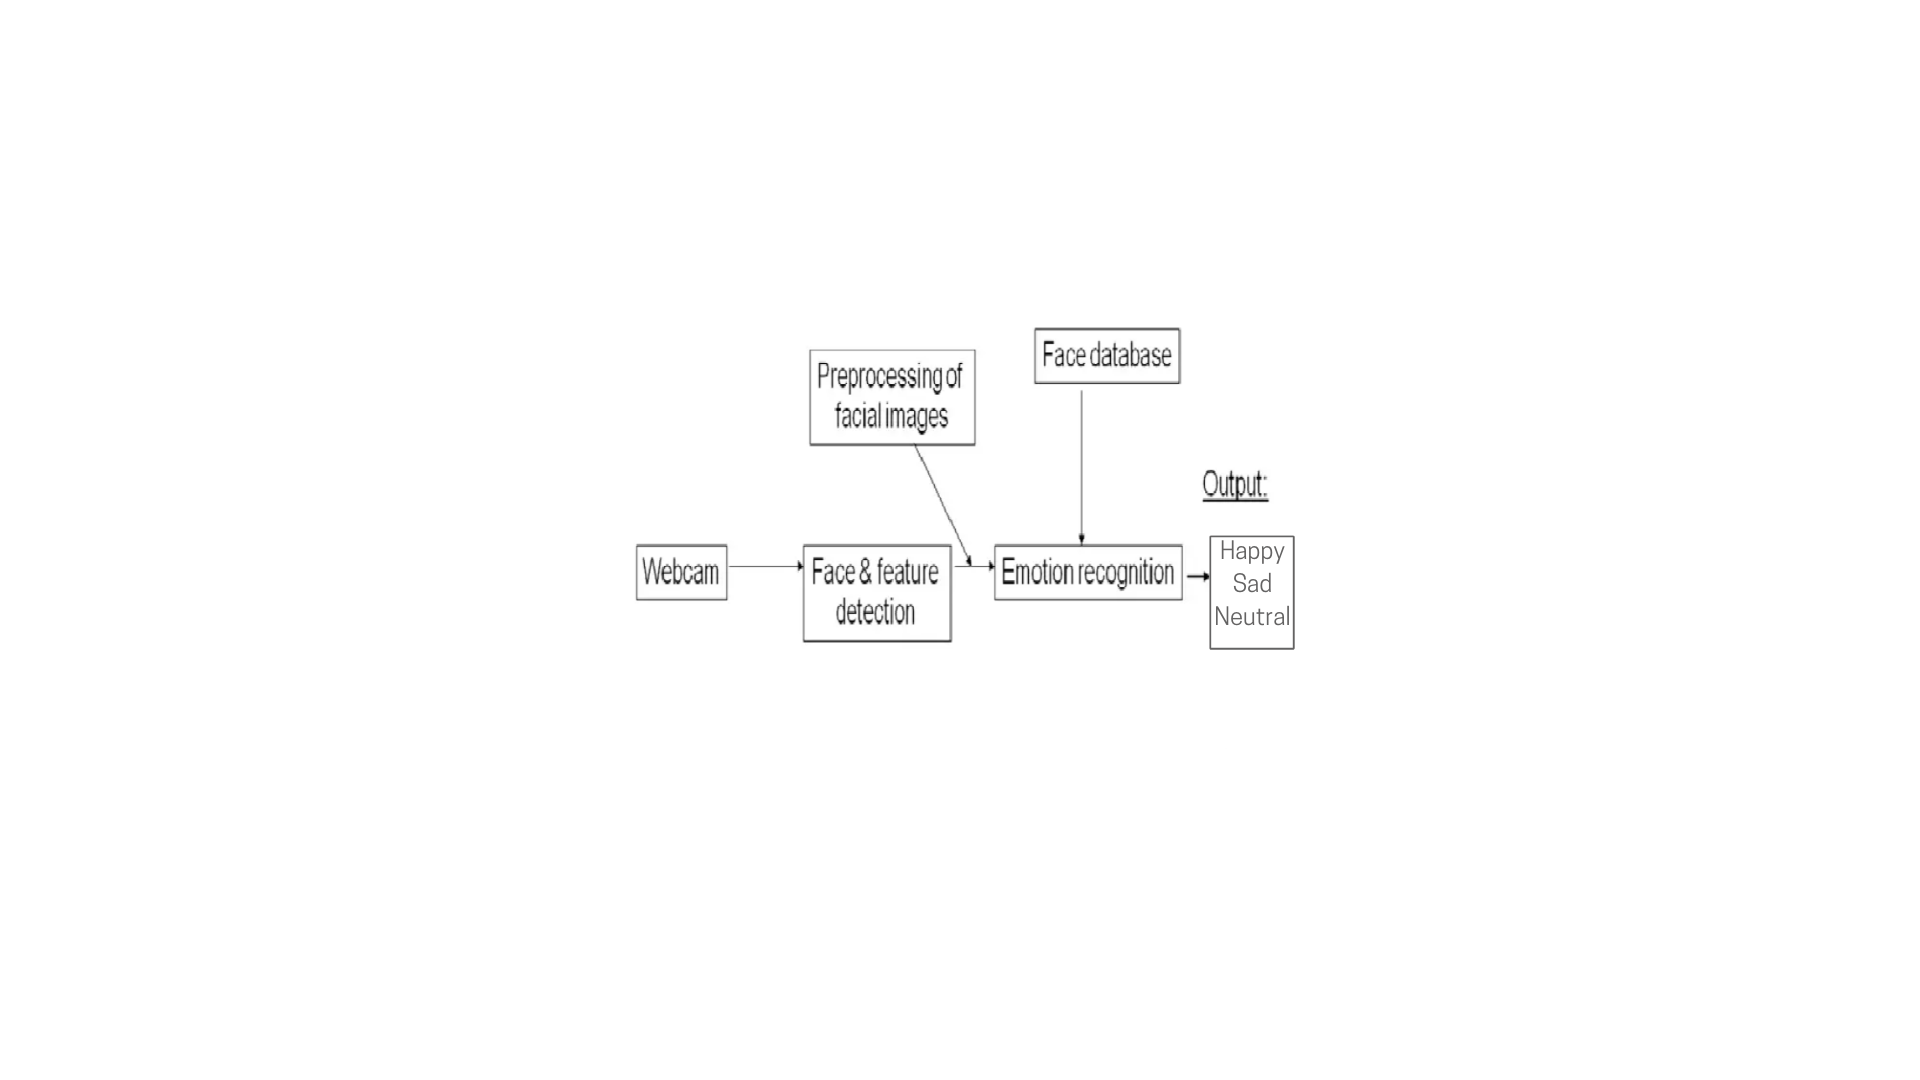 Face database
Preprocessing of
facial images
Output:
Webcam
Face & feature
detection
Emotion recognition
Happy
Sad
Neutral